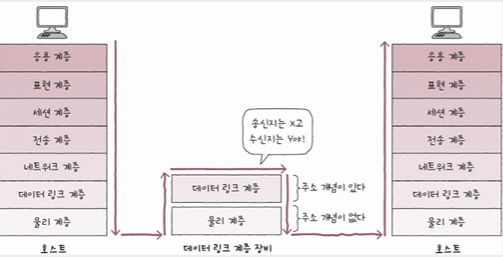 응용 계층
표현 계층
세션 계층
전송 계층
네트워크 계층
데이터 링크 계층
물리 계층
호스트
송신지는 X고
수신지는 Y야!
데이터 링크 계층
물리 계층
주소 개념이 있다
주소 개념이 없다
데이터 링크 계층 장비
응용 계층
표현 계층
세션 계층
전송 계층
네트워크 계층
데이터 링크 계층
물리 계층
호스트